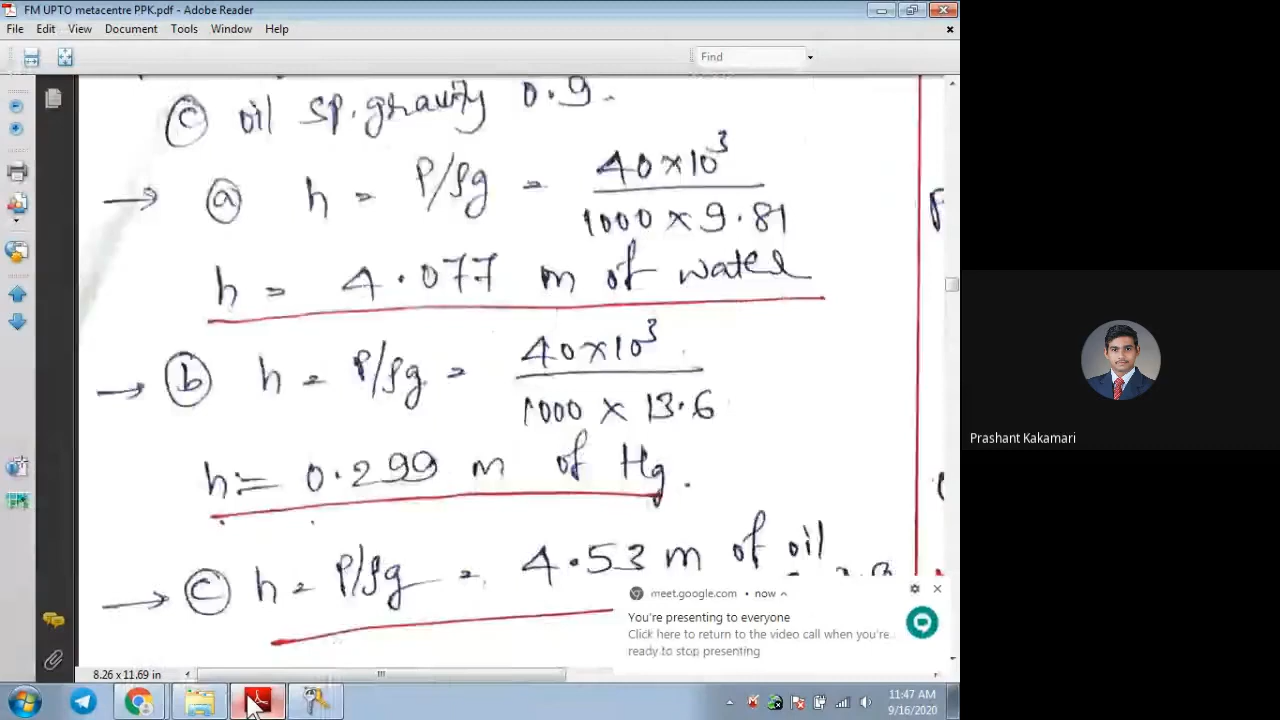 FM UPTO metacentre PPK.pdf - Adobe Reader
File Edit View Document Tools Window Help
Find
ⓒ oil sp.gravity 0.9.
→ ⓐ h = P/ρg = 40×10³ / 1000 × 9.81
h = 4.077 m of water
→ ⓑ h = P/ρg = 40×10³ / 1000 × 13.6
h = 0.299 m of Hg.
→ ⓒ h = P/ρg = 4.53 m of oil
meet.google.com • now
You're presenting to everyone
Click here to return to the video call when you're
ready to stop presenting
8.26 x 11.69 in
Prashant Kakamari
11:47 AM
9/16/2020